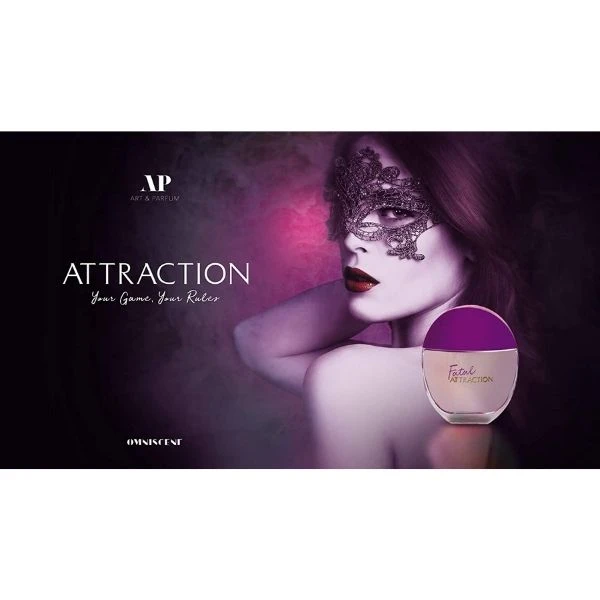 AP
ART & PARFUM
ATTRACTION
Your Game, Your Rules
Fatal
ATTRACTION
OMNISCENT